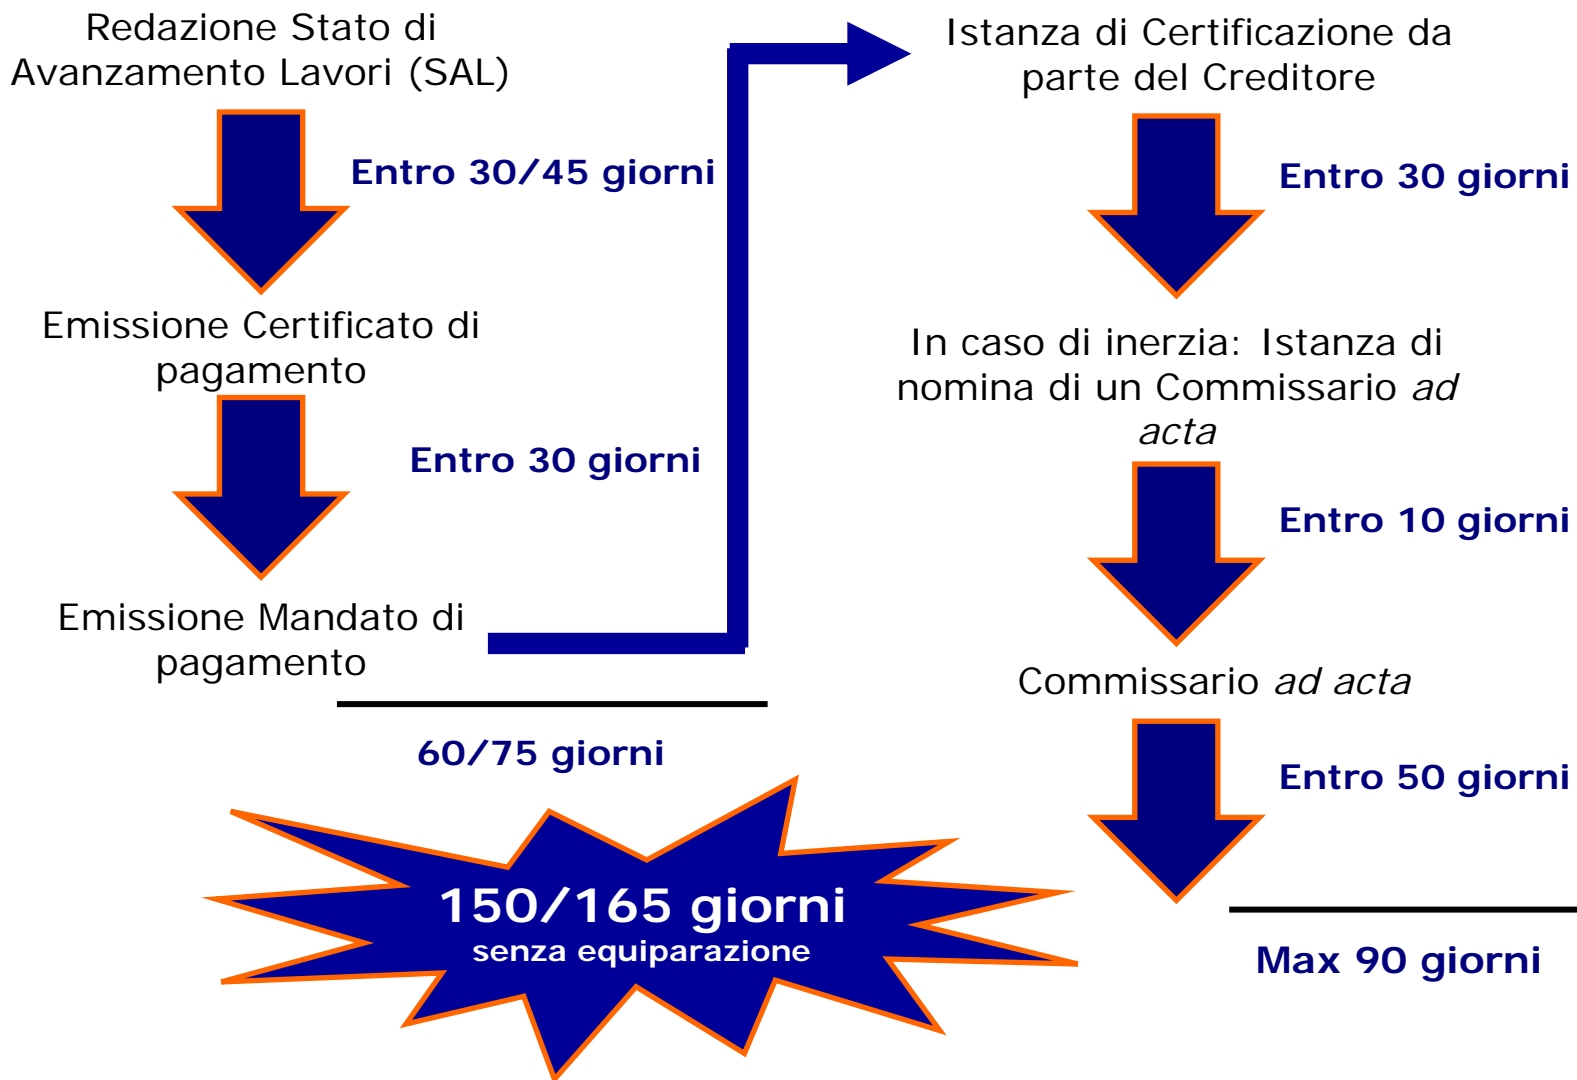 Redazione Stato di
Avanzamento Lavori (SAL)
Entro 30/45 giorni
Emissione Certificato di
pagamento
Entro 30 giorni
Emissione Mandato di
pagamento
60/75 giorni
Istanza di Certificazione da
parte del Creditore
Entro 30 giorni
In caso di inerzia: Istanza di
nomina di un Commissario ad
acta
Entro 10 giorni
Commissario ad acta
Entro 50 giorni
Max 90 giorni
150/165 giorni
senza equiparazione